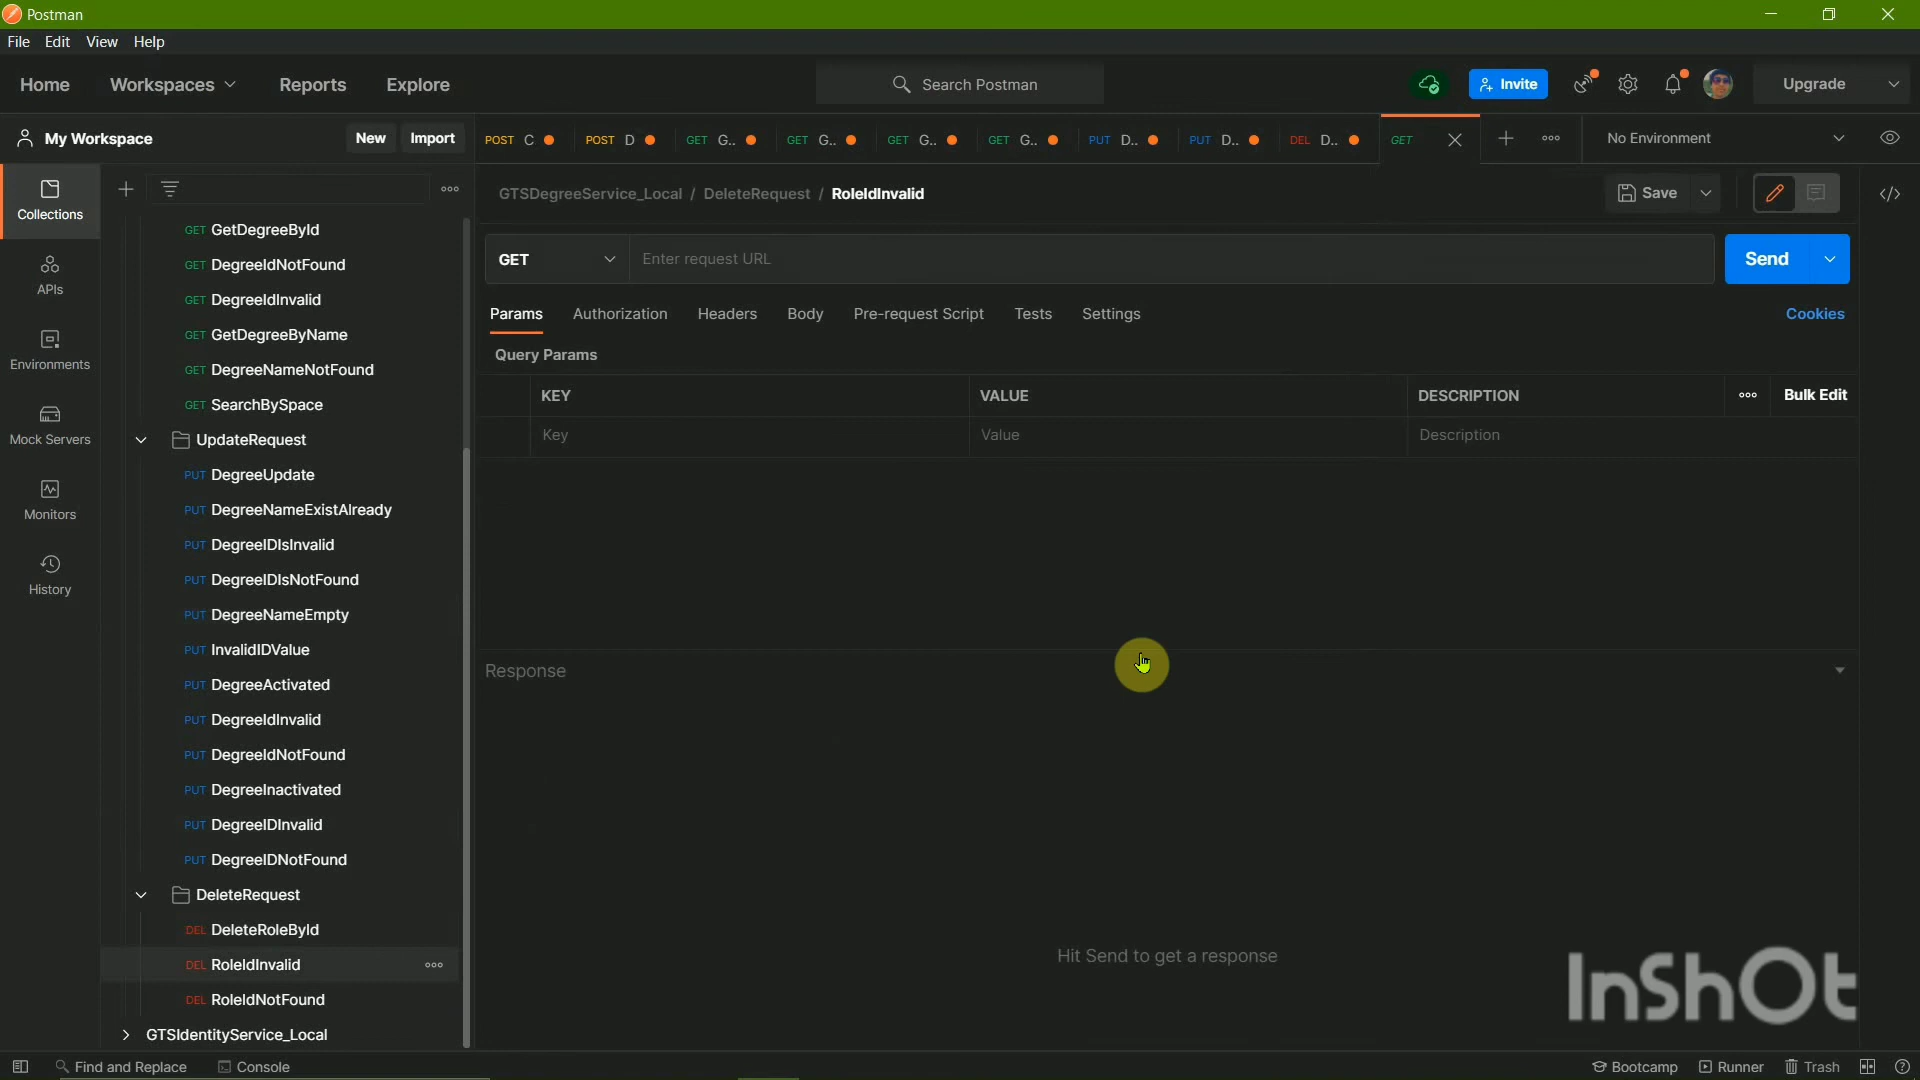 Postman
File Edit View Help
Home Workspaces Reports Explore Search Postman Invite Upgrade
My Workspace New Import POST C POST D GET G.. GET G.. GET G.. GET G.. PUT D.. PUT D.. DEL D.. GET No Environment
Collections
APIs
Environments
Mock Servers
Monitors
History
GET GetDegreeById
GET DegreeIdNotFound
GET DegreeIdInvalid
GET GetDegreeByName
GET DegreeNameNotFound
GET SearchBySpace
UpdateRequest
PUT DegreeUpdate
PUT DegreeNameExistAlready
PUT DegreeIDIsInvalid
PUT DegreeIDIsNotFound
PUT DegreeNameEmpty
PUT InvalidIDValue
PUT DegreeActivated
PUT DegreeIdInvalid
PUT DegreeIdNotFound
PUT DegreeInactivated
PUT DegreeIDInvalid
PUT DegreeIDNotFound
DeleteRequest
DEL DeleteRoleById
DEL RoleIdInvalid
DEL RoleIdNotFound
GTSIdentityService_Local
GTSDegreeService_Local / DeleteRequest / RoleIdInvalid Save
GET Enter request URL Send
Params Authorization Headers Body Pre-request Script Tests Settings Cookies
Query Params
KEY VALUE DESCRIPTION Bulk Edit
Key Value Description
Response
Hit Send to get a response
InShOt
Find and Replace Console Bootcamp Runner Trash